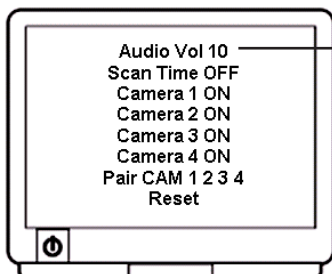 Audio Vol 10
Scan Time OFF
Camera 1 ON
Camera 2 ON
Camera 3 ON
Camera 4 ON
Pair CAM 1 2 3 4
Reset